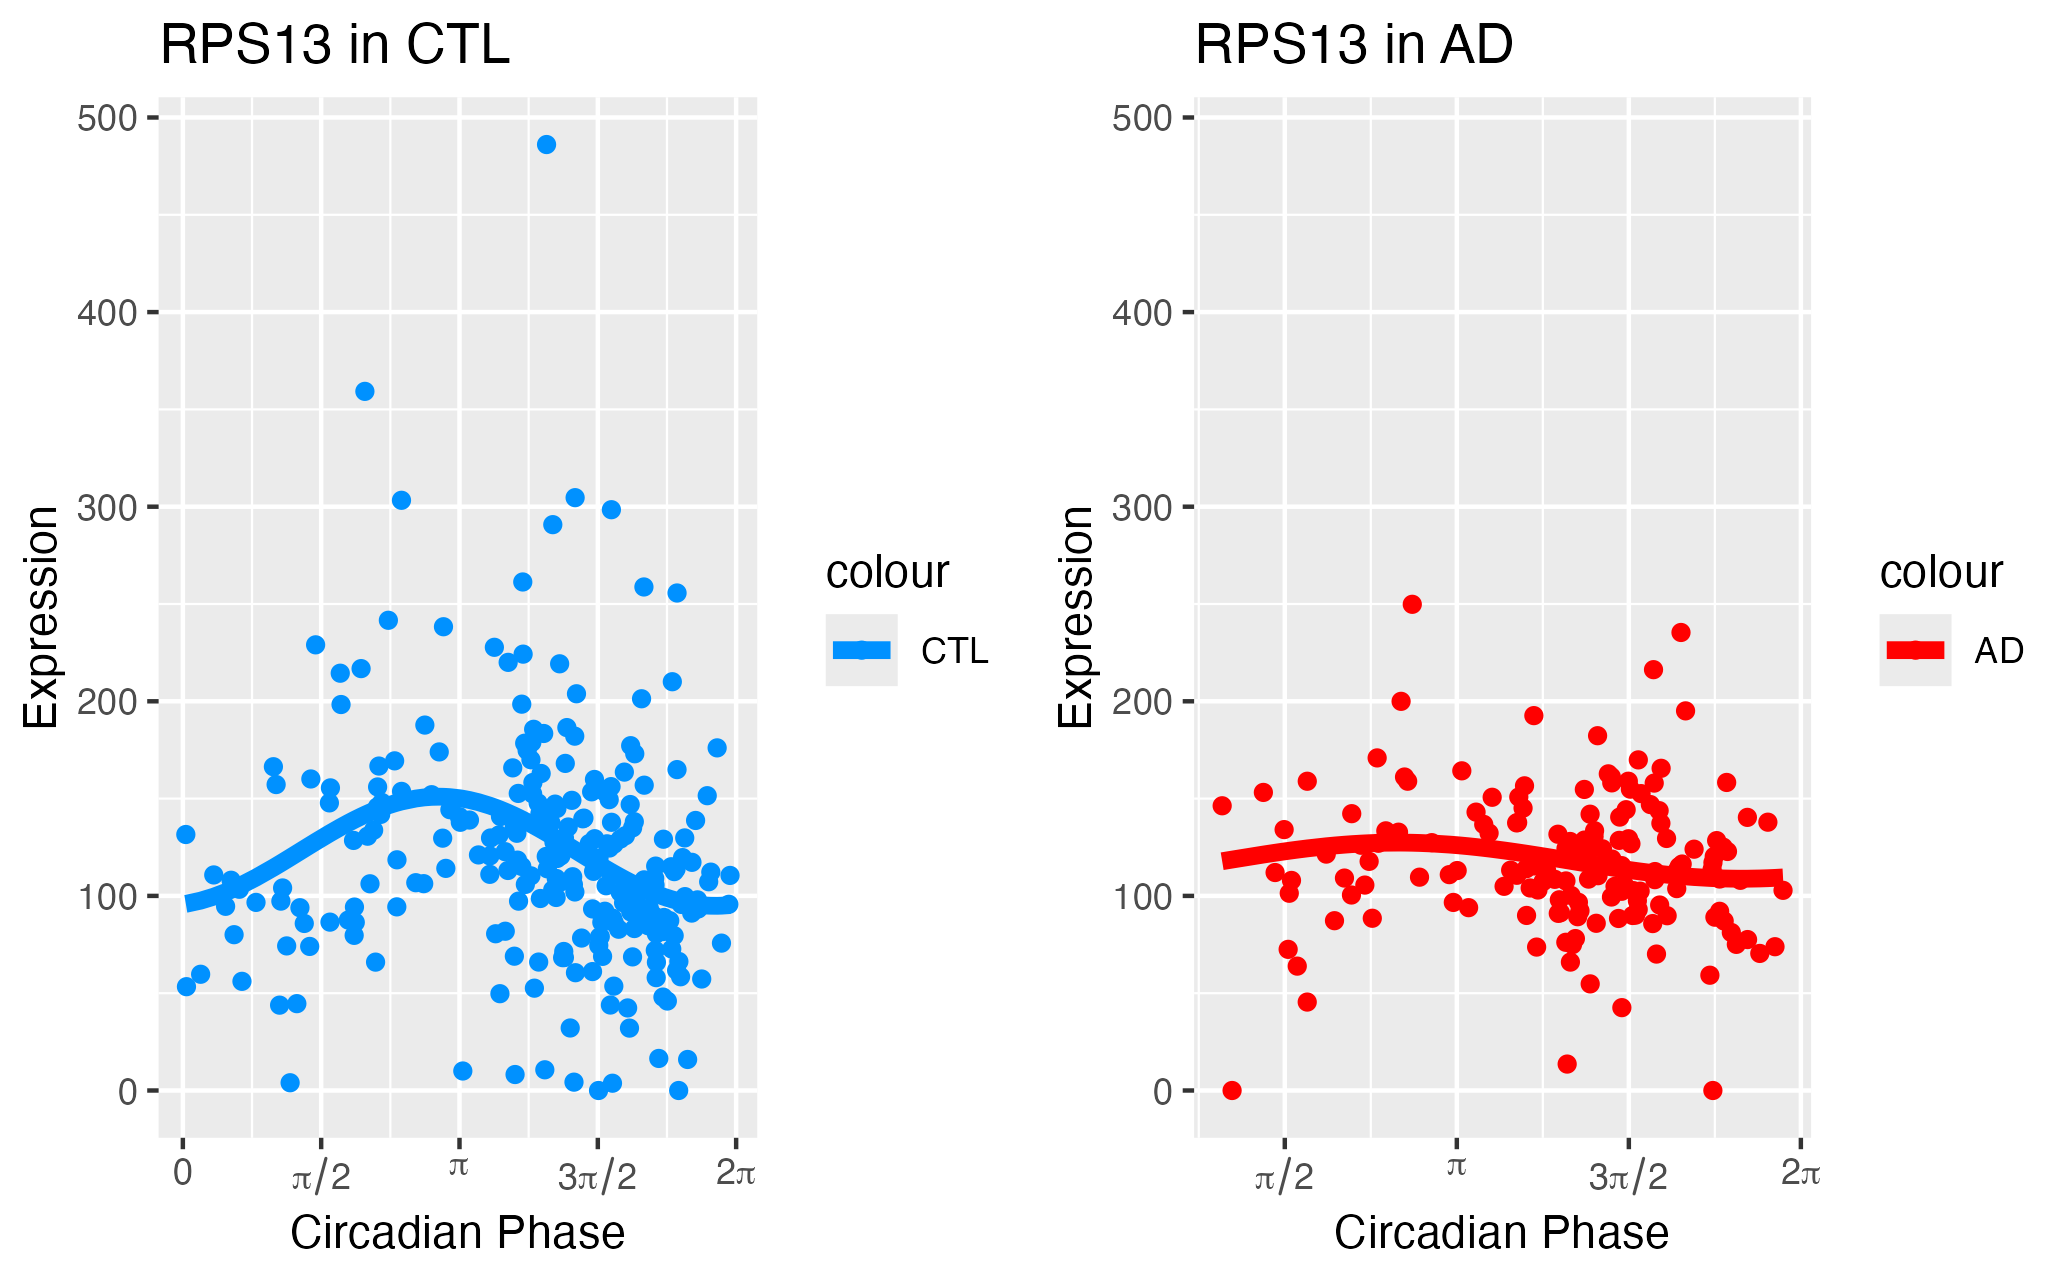 RPS13 in CTL
500
400
300
200
100
0
Expression
0 π/2 π 3π/2 2π
Circadian Phase
colour
CTL
RPS13 in AD
500
400
300
200
100
0
Expression
π/2 π 3π/2 2π
Circadian Phase
colour
AD